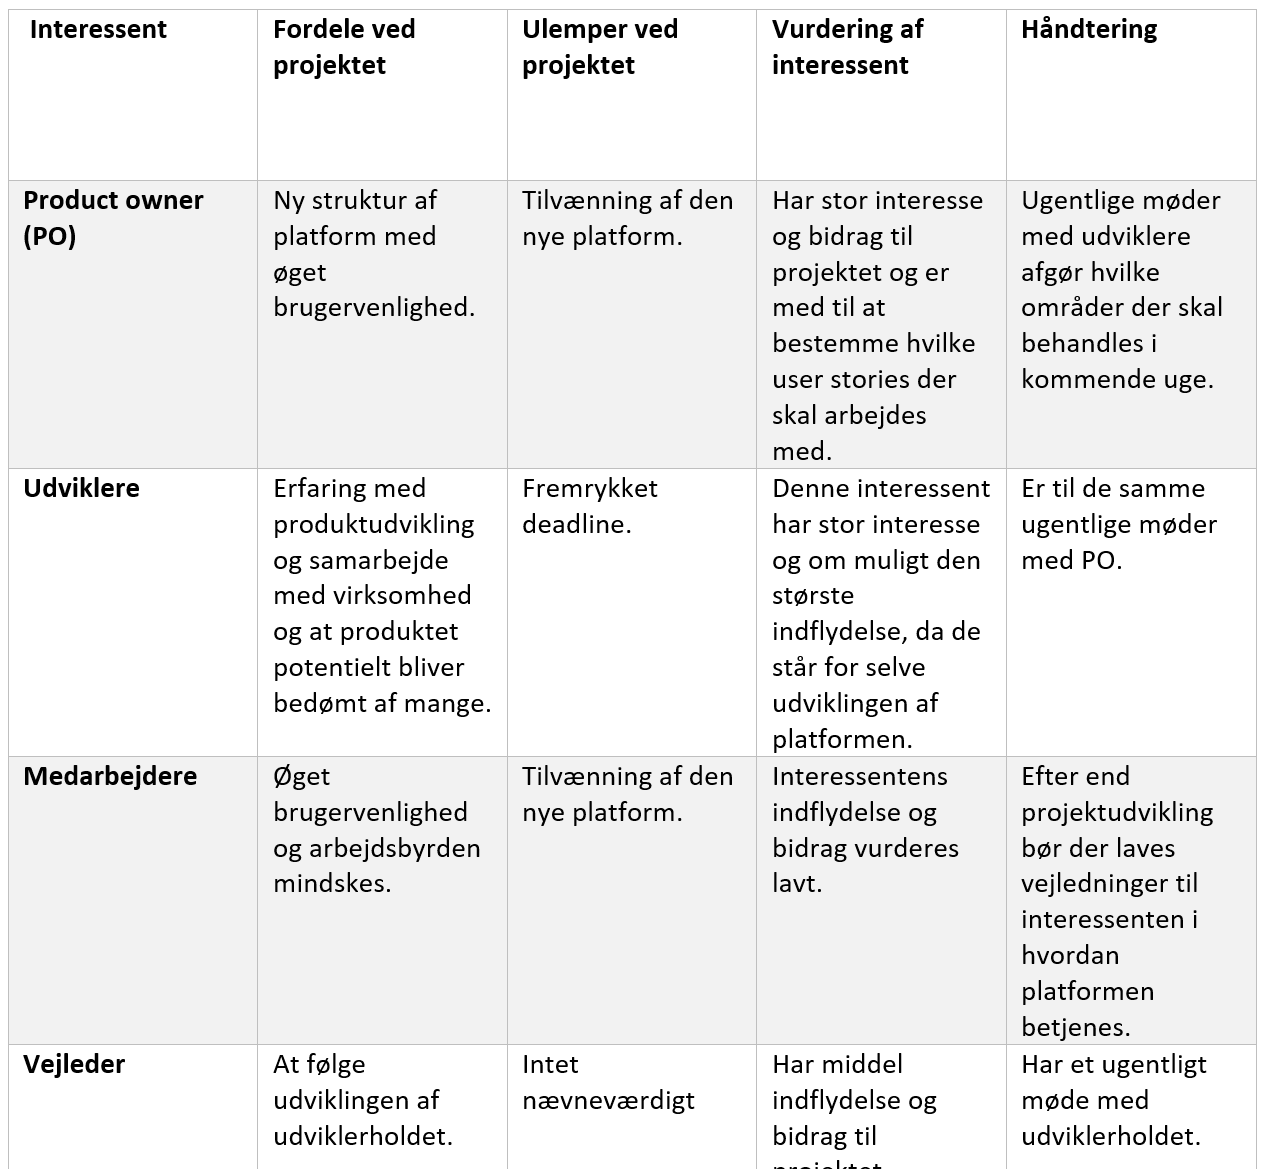 Interessent
Fordele ved
projektet
Ulemper ved
projektet
Vurdering af
interessent
Håndtering
Product owner
(PO)
Ny struktur af
platform med
øget
brugervenlighed.
Tilvænning af den
nye platform.
Har stor interesse
og bidrag til
projektet og er
med til at
bestemme hvilke
user stories der
skal arbejdes
med.
Ugentlige møder
med udviklere
afgør hvilke
områder der skal
behandles i
kommende uge.
Udviklere
Erfaring med
produktudvikling
og samarbejde
med virksomhed
og at produktet
potentielt bliver
bedømt af mange.
Fremrykket
deadline.
Denne interessent
har stor interesse
og om muligt den
største
indflydelse, da de
står for selve
udviklingen af
platformen.
Er til de samme
ugentlige møder
med PO.
Medarbejdere
Øget
brugervenlighed
og arbejdsbyrden
mindskes.
Tilvænning af den
nye platform.
Interessentens
indflydelse og
bidrag vurderes
lavt.
Efter end
projektudvikling
bør der laves
vejledninger til
interessenten i
hvordan
platformen
betjenes.
Vejleder
At følge
udviklingen af
udviklerholdet.
Intet
nævneværdigt
Har middel
indflydelse og
bidrag til
projektet
Har et ugentligt
møde med
udviklerholdet.